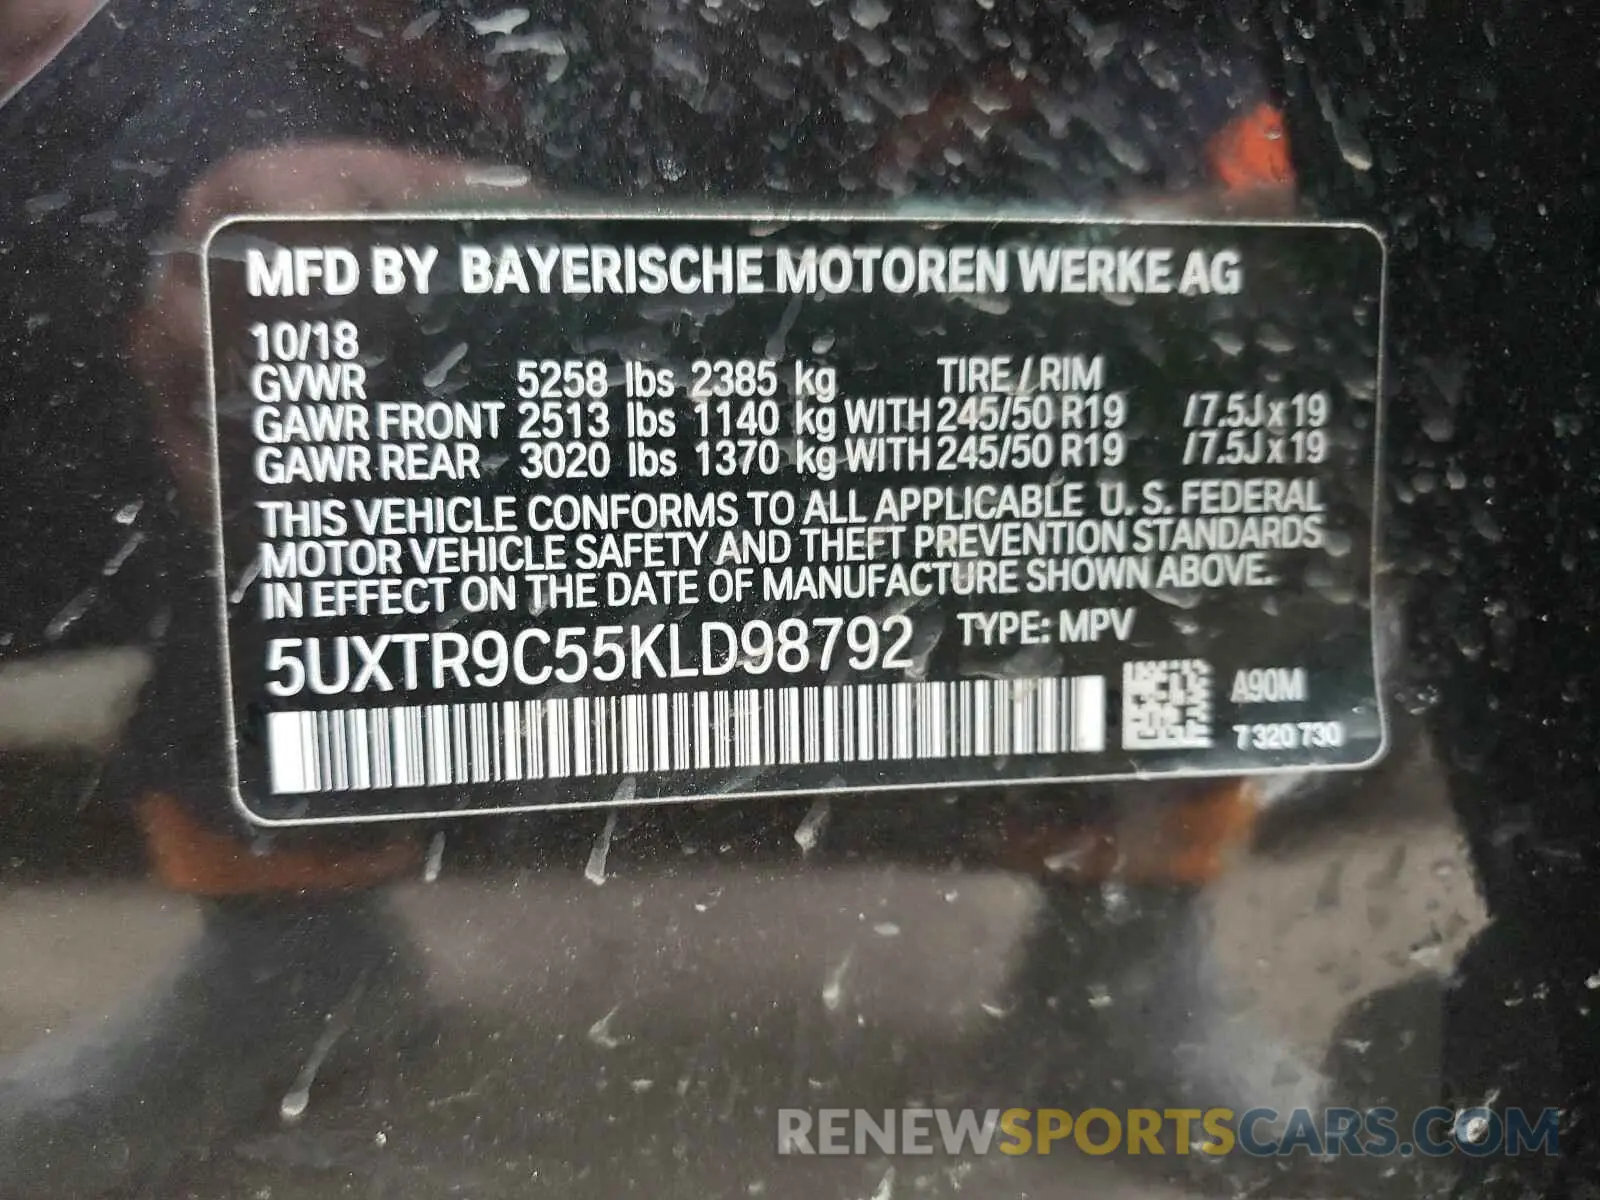 MFD BY BAYERISCHE MOTOREN WERKE AG
10/18
GVWR 5258 lbs 2385 kg TIRE / RIM
GAWR FRONT 2513 lbs 1140 kg WITH 245/50 R19 /7.5J x 19
GAWR REAR 3020 lbs 1370 kg WITH 245/50 R19 /7.5J x 19
THIS VEHICLE CONFORMS TO ALL APPLICABLE U. S. FEDERAL
MOTOR VEHICLE SAFETY AND THEFT PREVENTION STANDARDS
IN EFFECT ON THE DATE OF MANUFACTURE SHOWN ABOVE.
5UXTR9C55KLD98792 TYPE: MPV
A90M
7 320 730
RENEWSPORTSCARS.COM